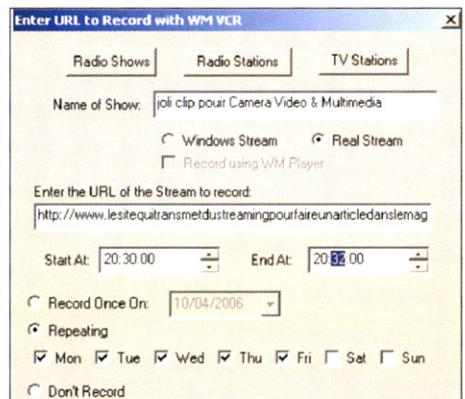 Enter URL to Record with WM VCR
Radio Shows Radio Stations TV Stations
Name of Show: joli clip pouir Camera Video & Multimedia
Windows Stream Real Stream
Record using WM Player
Enter the URL of the Stream to record:
http://www.lesitequitransmetdustreamingpourfaireunarticledanslemag
Start At: 20:30:00 End At: 20:32:00
Record Once On: 10/04/2006
Repeating
Mon Tue Wed Thu Fri Sat Sun
Don't Record